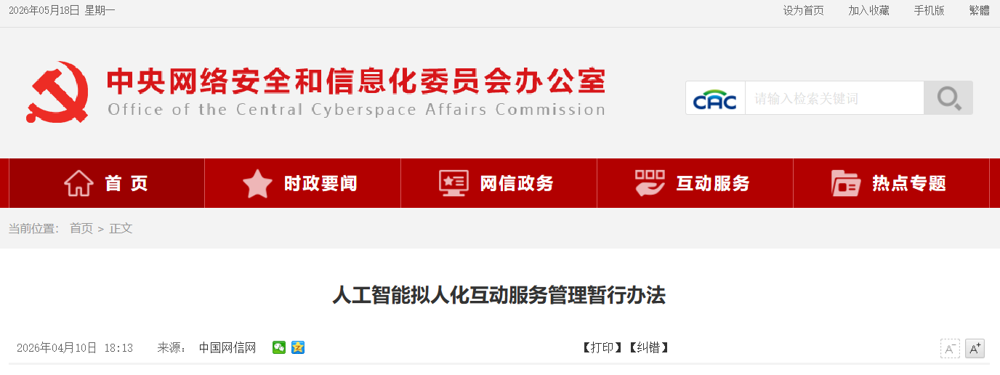 2026年05月18日 星期一 设为首页 加入收藏 手机版 繁體
中央网络安全和信息化委员会办公室
Office of the Central Cyberspace Affairs Commission
CAC 请输入检索关键词
首 页 时政要闻 网信政务 互动服务 热点专题
当前位置： 首页 > 正文
人工智能拟人化互动服务管理暂行办法
2026年04月10日 18:13 来源： 中国网信网 【打印】【纠错】 A- A+